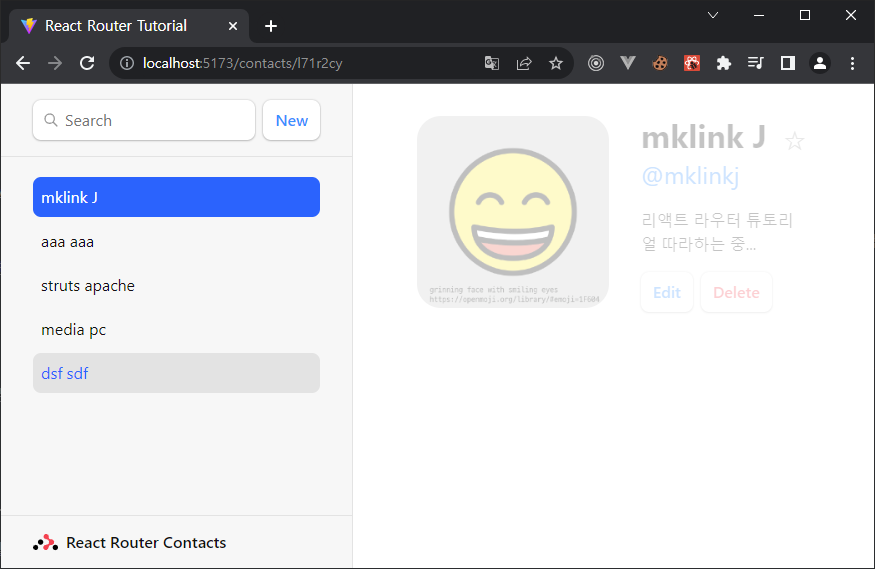 React Router Tutorial
localhost:5173/contacts/l71r2cy
Search
New
mklink J
aaa aaa
struts apache
media pc
dsf sdf
React Router Contacts
grinning face with smiling eyes
https://openmoji.org/library/#emoji=1F604
mklink J
@mklinkj
리액트 라우터 튜토리
얼 따라하는 중...
Edit
Delete